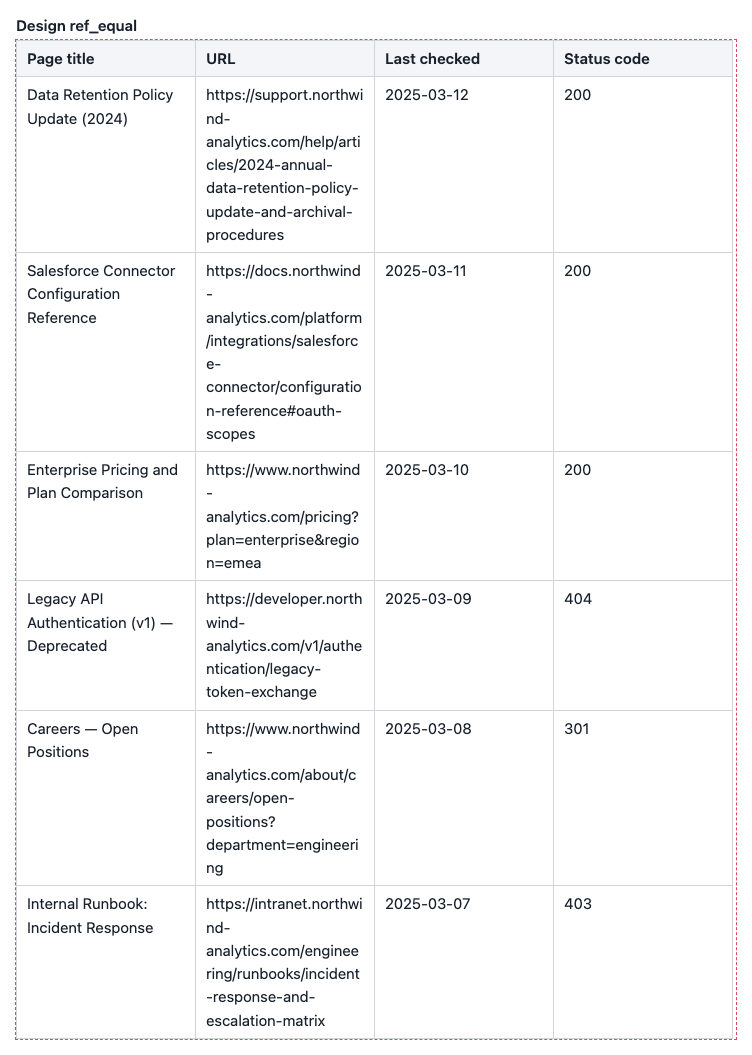 Design ref_equal
Page title URL Last checked Status code
Data Retention Policy https://support.northwi 2025-03-12 200
Update (2024) nd-
analytics.com/help/arti
cles/2024-annual-
data-retention-policy-
update-and-archival-
procedures
Salesforce Connector https://docs.northwind 2025-03-11 200
Configuration -
Reference analytics.com/platform
/integrations/salesforc
e-
connector/configuratio
n-reference#oauth-
scopes
Enterprise Pricing and https://www.northwind 2025-03-10 200
Plan Comparison -
analytics.com/pricing?
plan=enterprise&regio
n=emea
Legacy API https://developer.north 2025-03-09 404
Authentication (v1) — wind-
Deprecated analytics.com/v1/authe
ntication/legacy-
token-exchange
Careers — Open https://www.northwind 2025-03-08 301
Positions -
analytics.com/about/c
areers/open-
positions?
department=engineeri
ng
Internal Runbook: https://intranet.northwi 2025-03-07 403
Incident Response nd-
analytics.com/enginee
ring/runbooks/incident
-response-and-
escalation-matrix